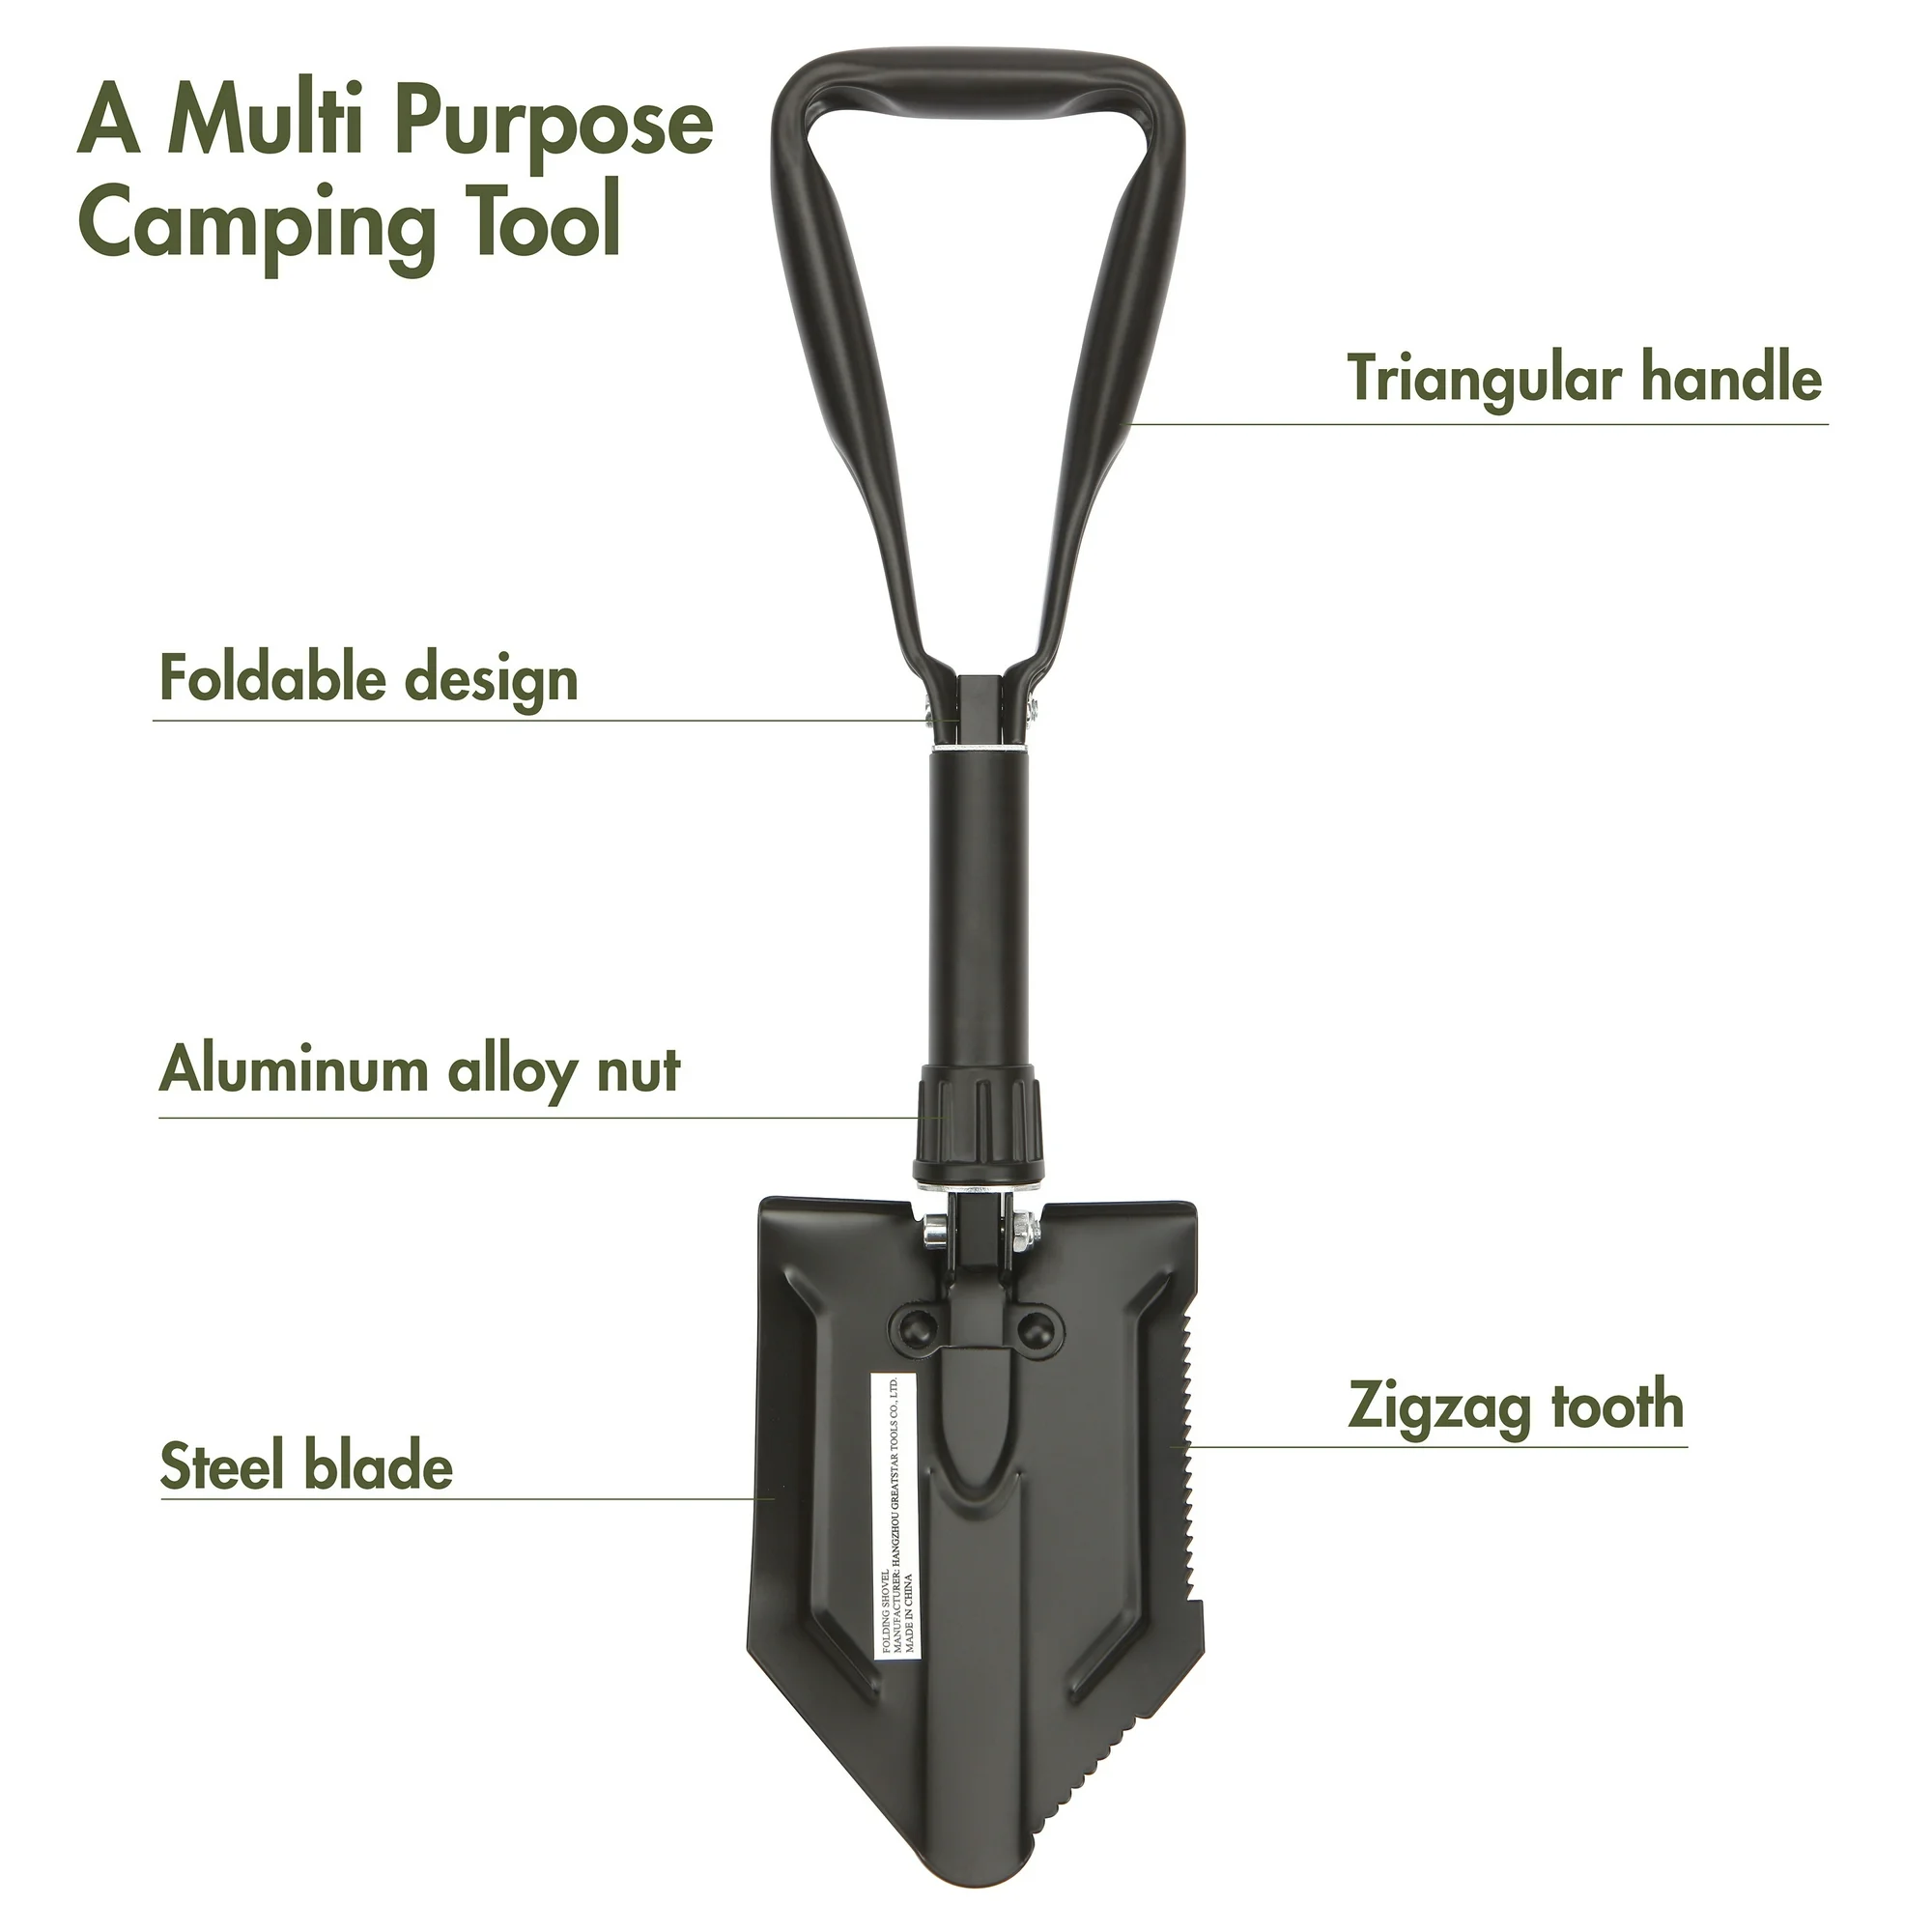 A Multi Purpose
Camping Tool
Triangular handle
Foldable design
Aluminum alloy nut
Zigzag tooth
Steel blade
FOLDING SHOVEL
MANUFACTURER: HANGZHOU GREATSTAR TOOLS CO., LTD.
MADE IN CHINA